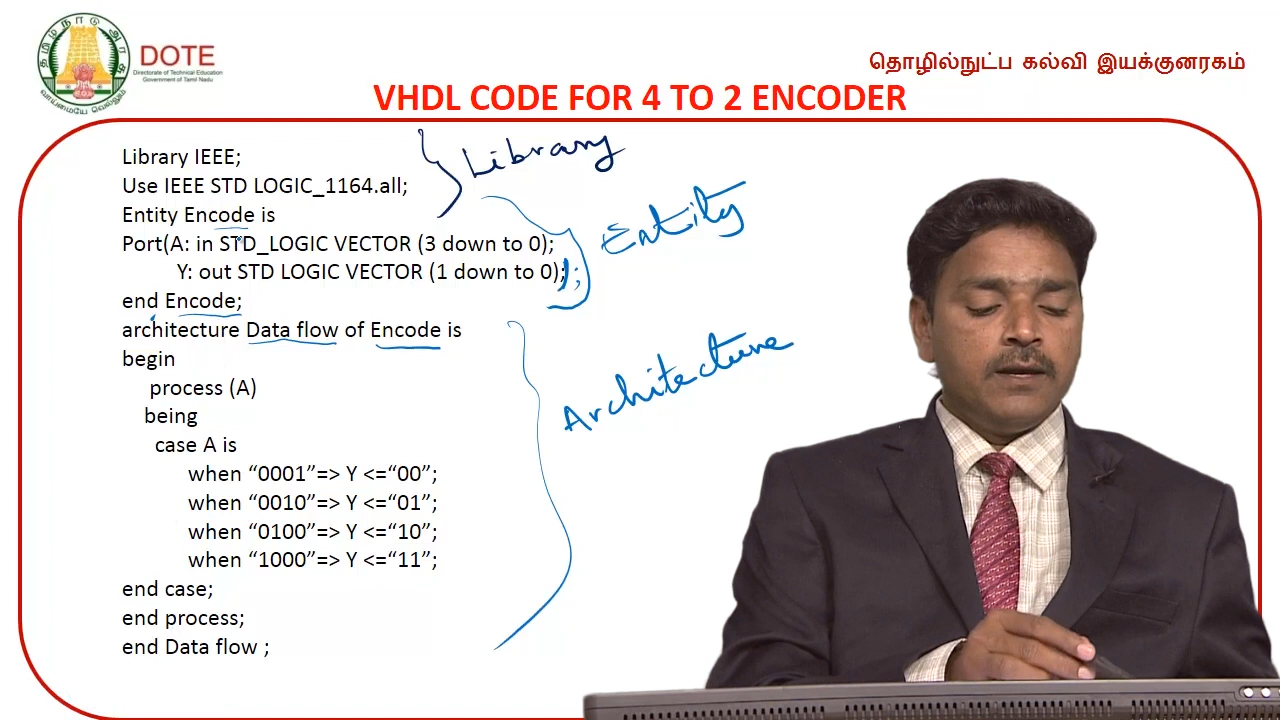 DOTE
Directorate of Technical Education
Government of Tamil Nadu
தொழில்நுட்ப கல்வி இயக்குனரகம்
VHDL CODE FOR 4 TO 2 ENCODER
Library IEEE;
Use IEEE STD LOGIC_1164.all;
Entity Encode is
Port(A: in STD_LOGIC VECTOR (3 down to 0);
Y: out STD LOGIC VECTOR (1 down to 0);
);
end Encode;
architecture Data flow of Encode is
begin
process (A)
being
case A is
when “0001”=> Y <=“00”;
when “0010”=> Y <=“01”;
when “0100”=> Y <=“10”;
when “1000”=> Y <=“11”;
end case;
end process;
end Data flow ;
Library
Entity
Architecture